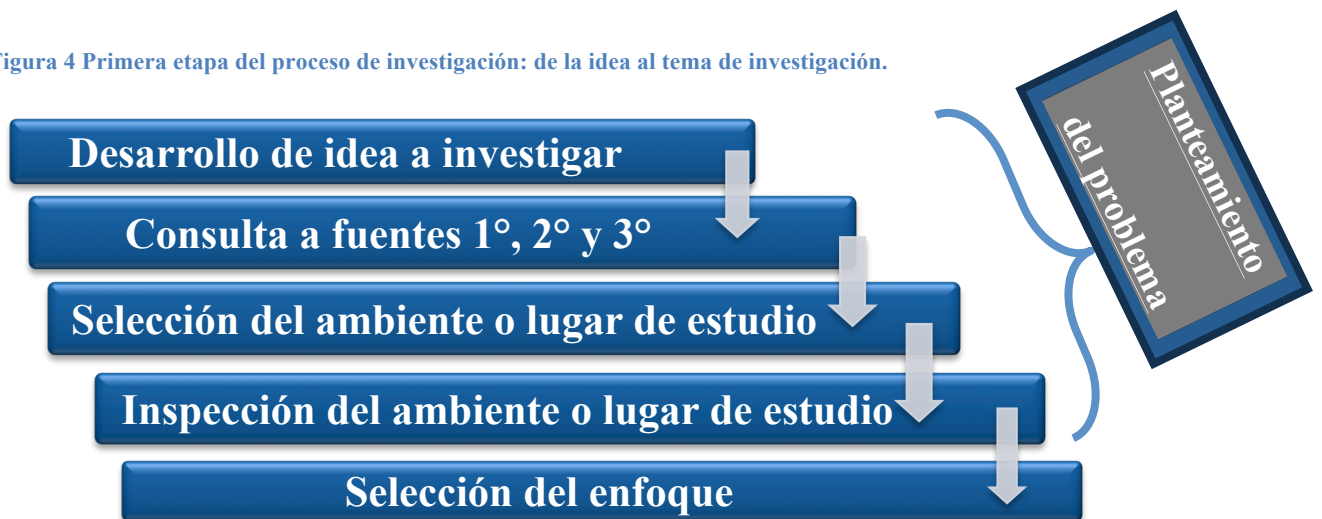 Figura 4 Primera etapa del proceso de investigación: de la idea al tema de investigación.
Desarrollo de idea a investigar
Consulta a fuentes 1°, 2° y 3°
Selección del ambiente o lugar de estudio
Inspección del ambiente o lugar de estudio
Selección del enfoque
Planteamiento
del problema